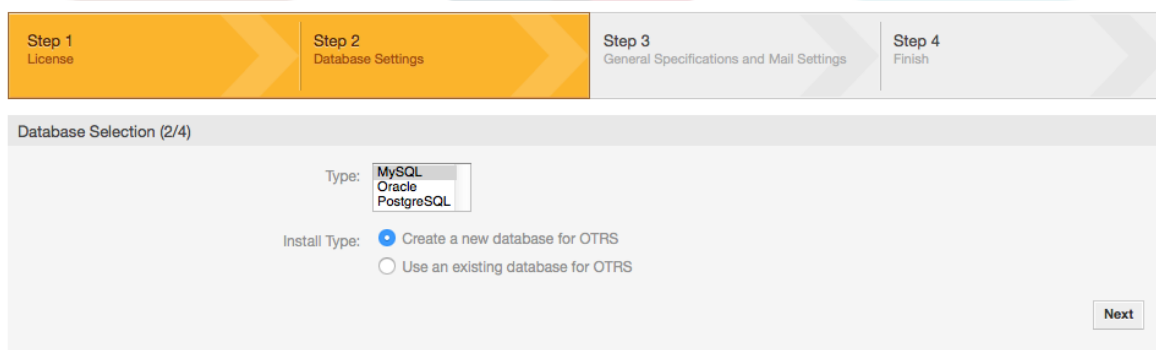 Step 1
License
Step 2
Database Settings
Step 3
General Specifications and Mail Settings
Step 4
Finish
Database Selection (2/4)
Type:
MySQL
Oracle
PostgreSQL
Install Type:
Create a new database for OTRS
Use an existing database for OTRS
Next